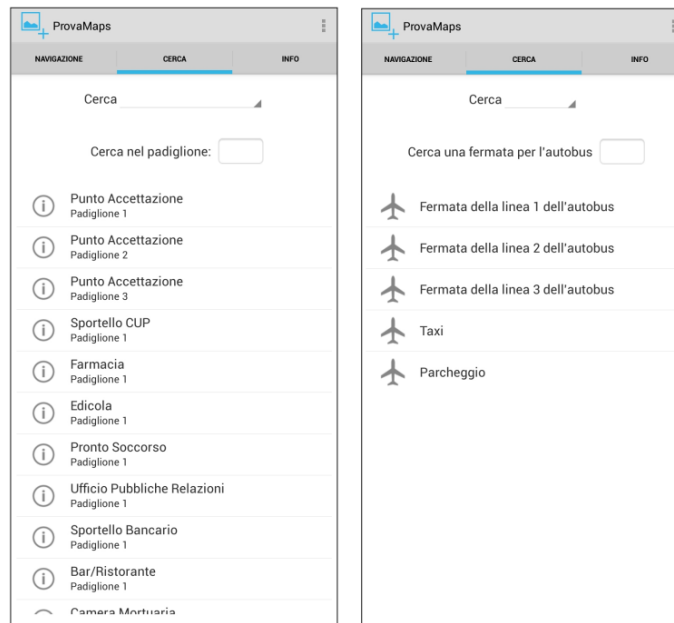 ProvaMaps
NAVIGAZIONE CERCA INFO
Cerca
Cerca nel padiglione:
Punto Accettazione
Padiglione 1
Punto Accettazione
Padiglione 2
Punto Accettazione
Padiglione 3
Sportello CUP
Padiglione 1
Farmacia
Padiglione 1
Edicola
Padiglione 1
Pronto Soccorso
Padiglione 1
Ufficio Pubbliche Relazioni
Padiglione 1
Sportello Bancario
Padiglione 1
Bar/Ristorante
Padiglione 1
Camera Mortuaria
ProvaMaps
NAVIGAZIONE CERCA INFO
Cerca
Cerca una fermata per l'autobus
Fermata della linea 1 dell'autobus
Fermata della linea 2 dell'autobus
Fermata della linea 3 dell'autobus
Taxi
Parcheggio